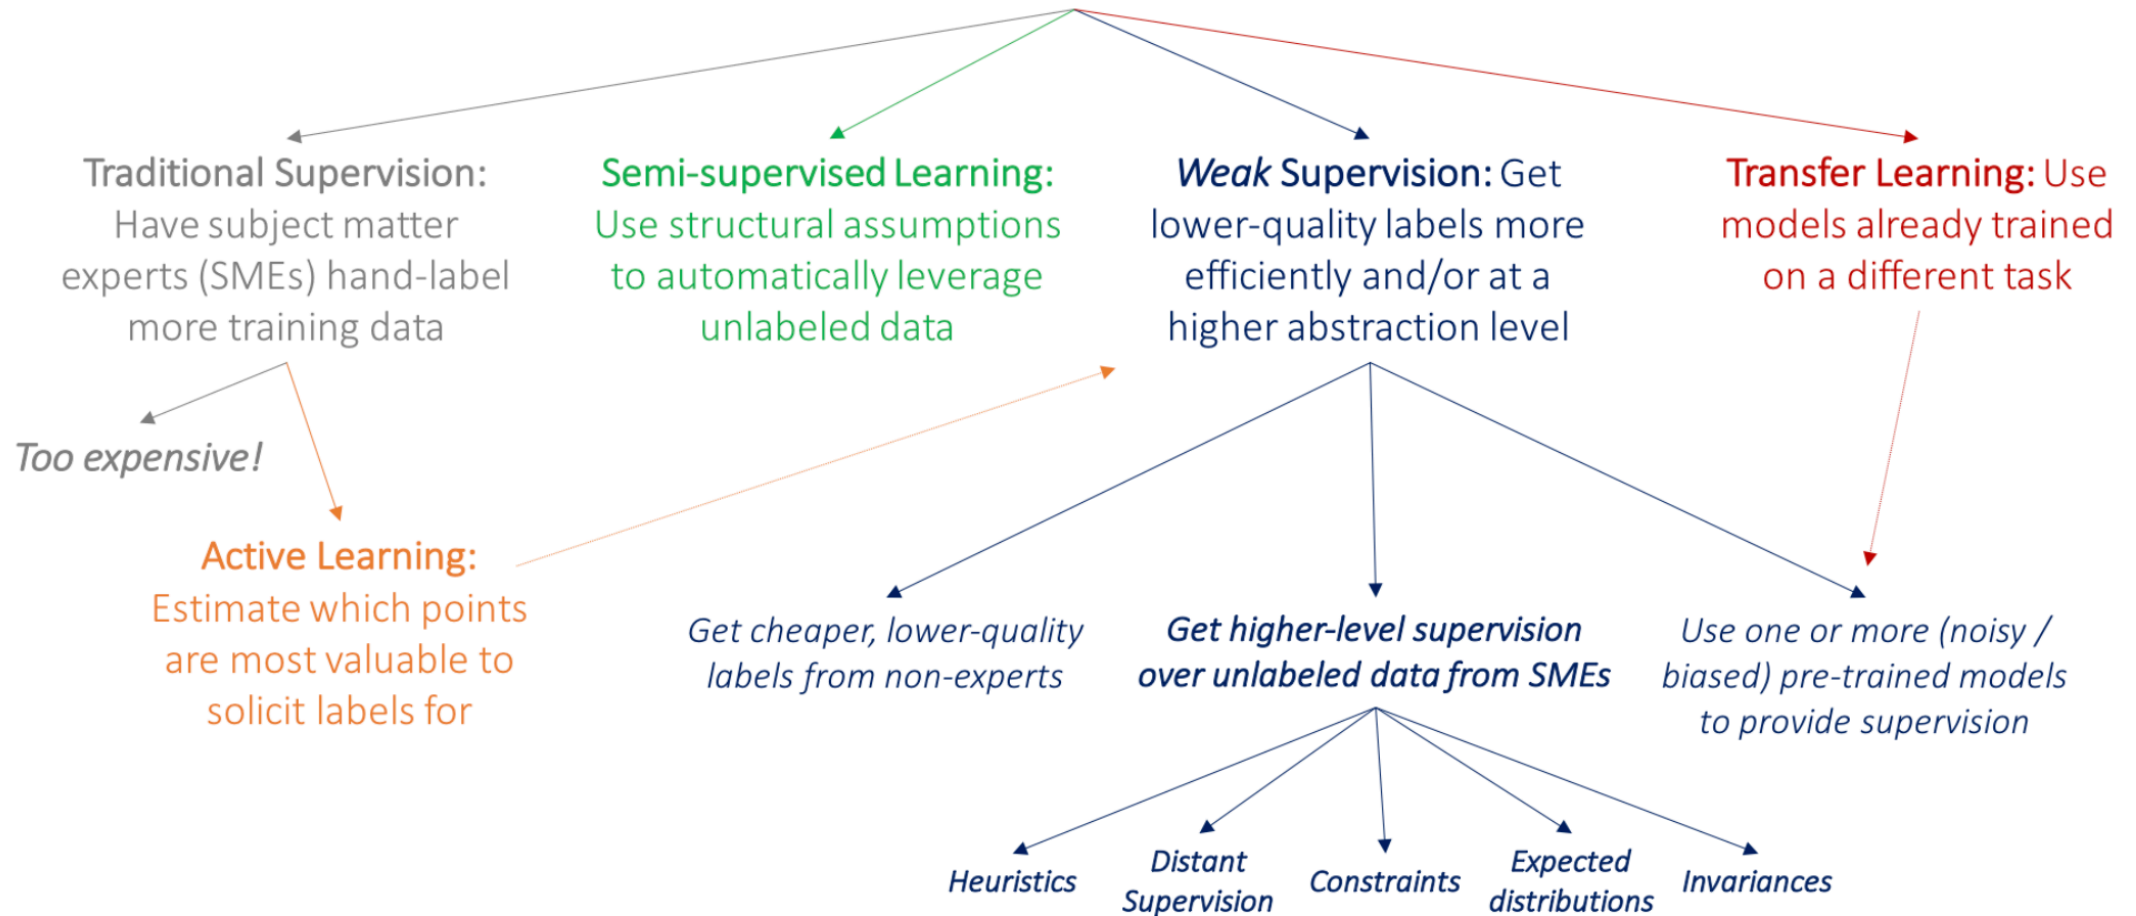 Traditional Supervision:
Have subject matter
experts (SMEs) hand-label
more training data
Semi-supervised Learning:
Use structural assumptions
to automatically leverage
unlabeled data
Weak Supervision: Get
lower-quality labels more
efficiently and/or at a
higher abstraction level
Transfer Learning: Use
models already trained
on a different task
Too expensive!
Active Learning:
Estimate which points
are most valuable to
solicit labels for
Get cheaper, lower-quality
labels from non-experts
Get higher-level supervision
over unlabeled data from SMEs
Use one or more (noisy /
biased) pre-trained models
to provide supervision
Heuristics
Distant
Supervision
Constraints
Expected
distributions
Invariances